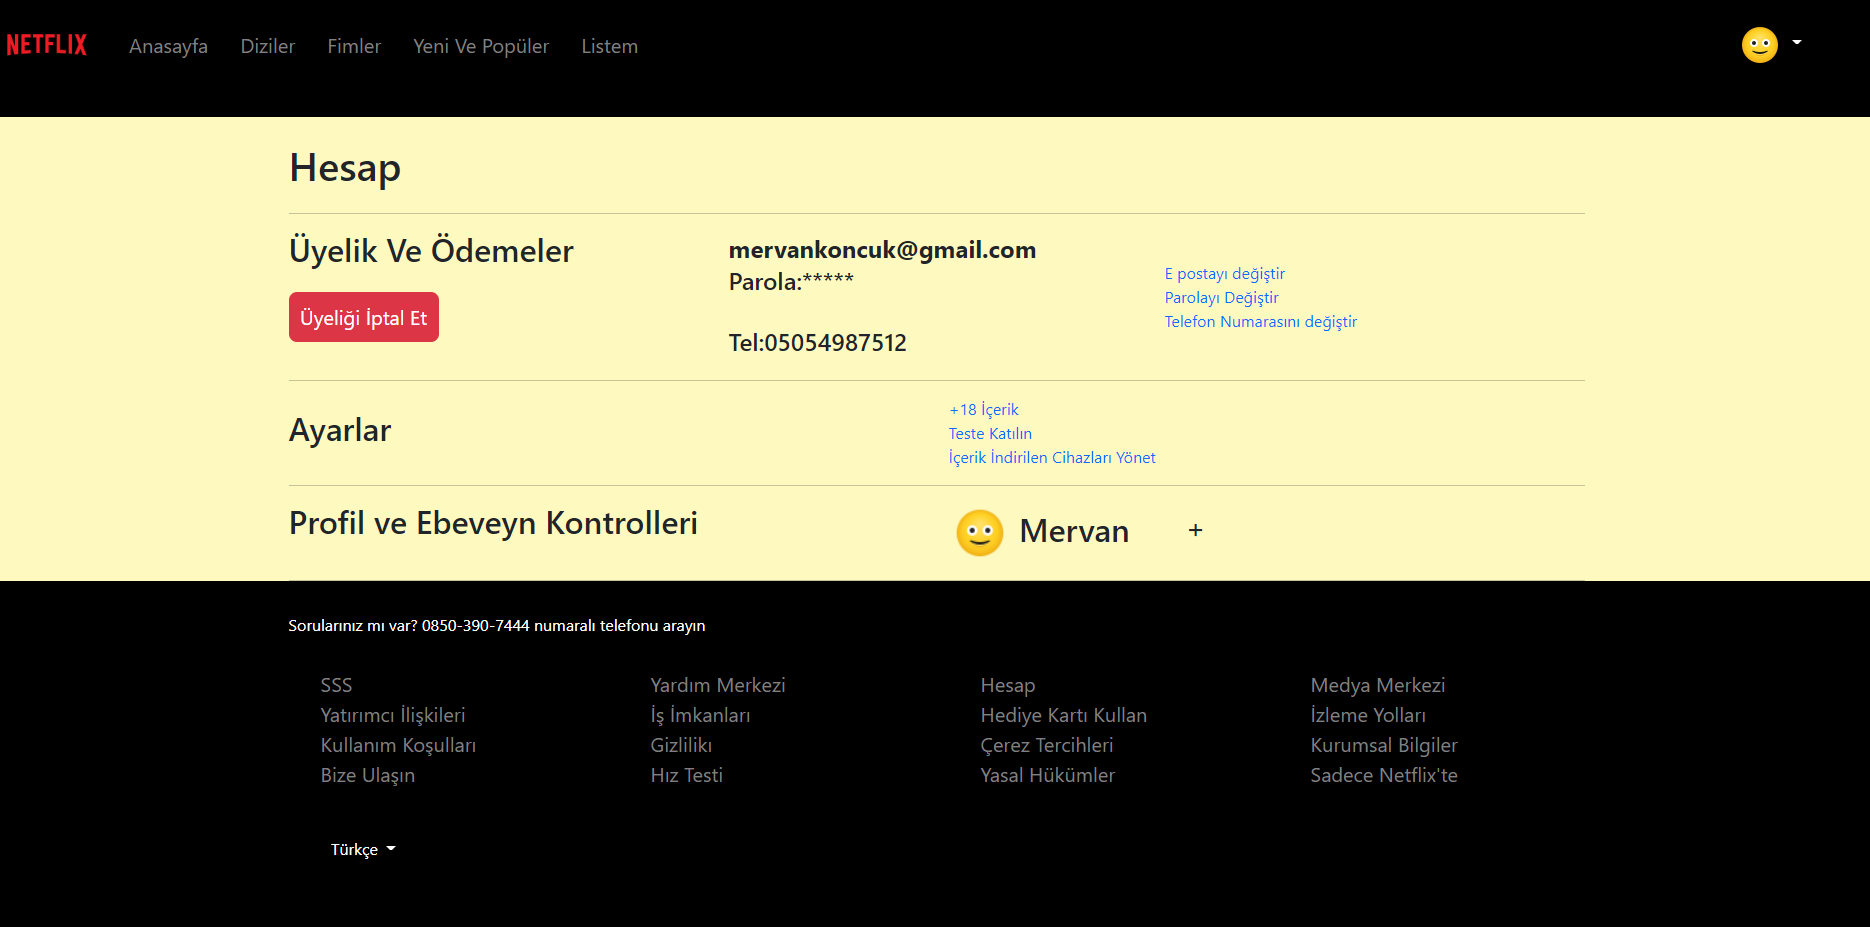 NETFLIX Anasayfa Diziler Fimler Yeni Ve Popüler Listem
Hesap
Üyelik Ve Ödemeler
Üyeliği İptal Et
mervankoncuk@gmail.com
Parola:*****
Tel:05054987512
E postayı değiştir
Parolayı Değiştir
Telefon Numarasını değiştir
Ayarlar
+18 İçerik
Teste Katılın
İçerik İndirilen Cihazları Yönet
Profil ve Ebeveyn Kontrolleri
Mervan +
Sorularınız mı var? 0850-390-7444 numaralı telefonu arayın
SSS
Yatırımcı İlişkileri
Kullanım Koşulları
Bize Ulaşın
Yardım Merkezi
İş İmkanları
Gizlilikı
Hız Testi
Hesap
Hediye Kartı Kullan
Çerez Tercihleri
Yasal Hükümler
Medya Merkezi
İzleme Yolları
Kurumsal Bilgiler
Sadece Netflix'te
Türkçe